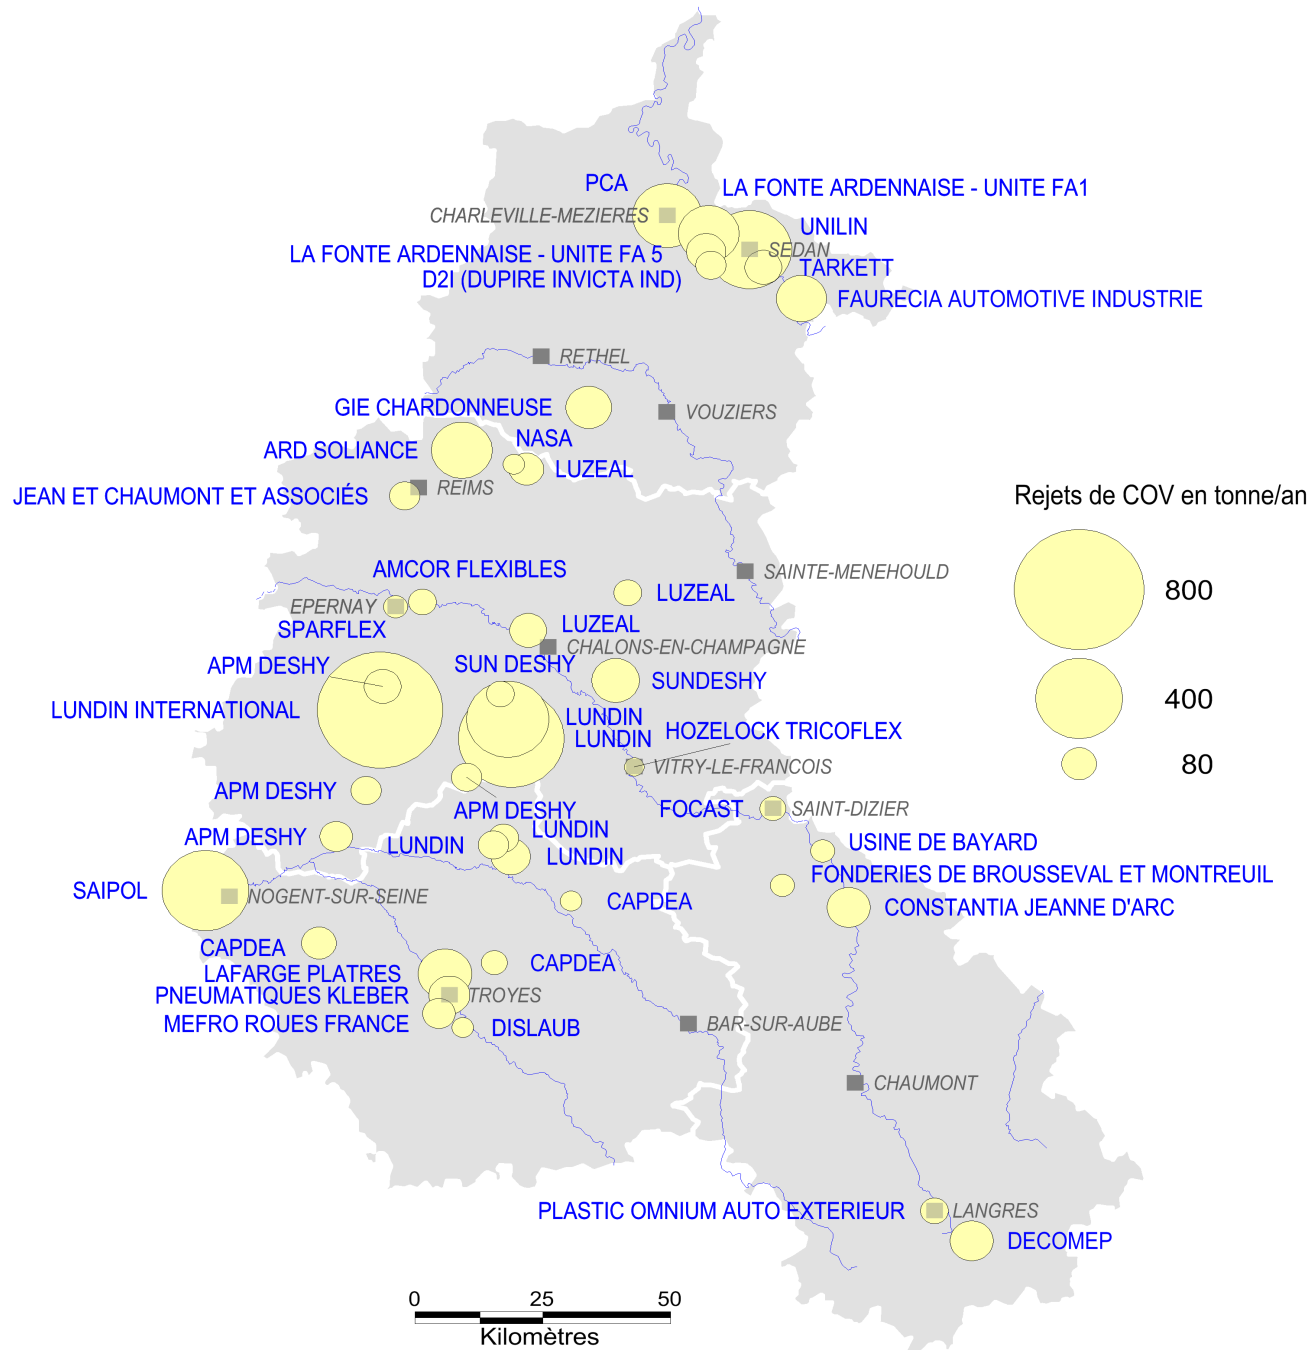 PCA
LA FONTE ARDENNAISE - UNITE FA1
CHARLEVILLE-MEZIERES
UNILIN
SEDAN
LA FONTE ARDENNAISE - UNITE FA 5
TARKETT
D2I (DUPIRE INVICTA IND)
FAURECIA AUTOMOTIVE INDUSTRIE
RETHEL
GIE CHARDONNEUSE
VOUZIERS
NASA
ARD SOLIANCE
LUZEAL
REIMS
JEAN ET CHAUMONT ET ASSOCIÉS
Rejets de COV en tonne/an
800
400
80
AMCOR FLEXIBLES
SAINTE-MENEHOULD
LUZEAL
EPERNAY
SPARFLEX
LUZEAL
CHALONS-EN-CHAMPAGNE
APM DESHY
SUN DESHY
SUNDESHY
LUNDIN INTERNATIONAL
LUNDIN
HOZELOCK TRICOFLEX
LUNDIN
VITRY-LE-FRANCOIS
APM DESHY
APM DESHY
FOCAST
SAINT-DIZIER
APM DESHY
LUNDIN
LUNDIN
USINE DE BAYARD
LUNDIN
FONDERIES DE BROUSSEVAL ET MONTREUIL
SAIPOL
NOGENT-SUR-SEINE
CAPDEA
CONSTANTIA JEANNE D'ARC
CAPDEA
CAPDEA
LAFARGE PLATRES
PNEUMATIQUES KLEBER
TROYES
MEFRO ROUES FRANCE
DISLAUB
BAR-SUR-AUBE
CHAUMONT
PLASTIC OMNIUM AUTO EXTERIEUR
LANGRES
DECOMEP
0 25 50
Kilomètres